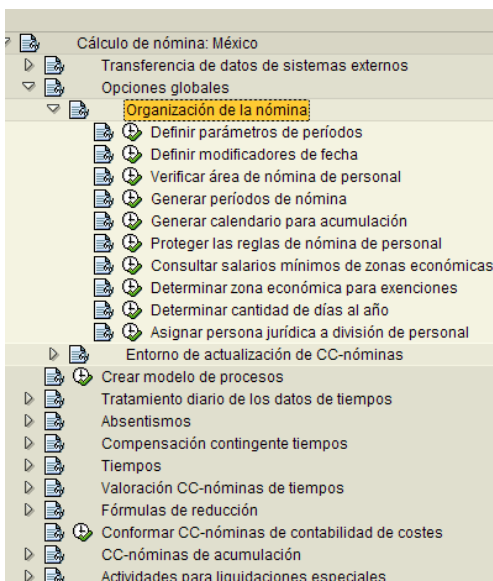 Cálculo de nómina: México
Transferencia de datos de sistemas externos
Opciones globales
Organización de la nómina
Definir parámetros de períodos
Definir modificadores de fecha
Verificar área de nómina de personal
Generar períodos de nómina
Generar calendario para acumulación
Proteger las reglas de nómina de personal
Consultar salarios mínimos de zonas económicas
Determinar zona económica para exenciones
Determinar cantidad de días al año
Asignar persona jurídica a división de personal
Entorno de actualización de CC-nóminas
Crear modelo de procesos
Tratamiento diario de los datos de tiempos
Absentismos
Compensación contingente tiempos
Tiempos
Valoración CC-nóminas de tiempos
Fórmulas de reducción
Conformar CC-nóminas de contabilidad de costes
CC-nóminas de acumulación
Actividades para liquidaciones especiales